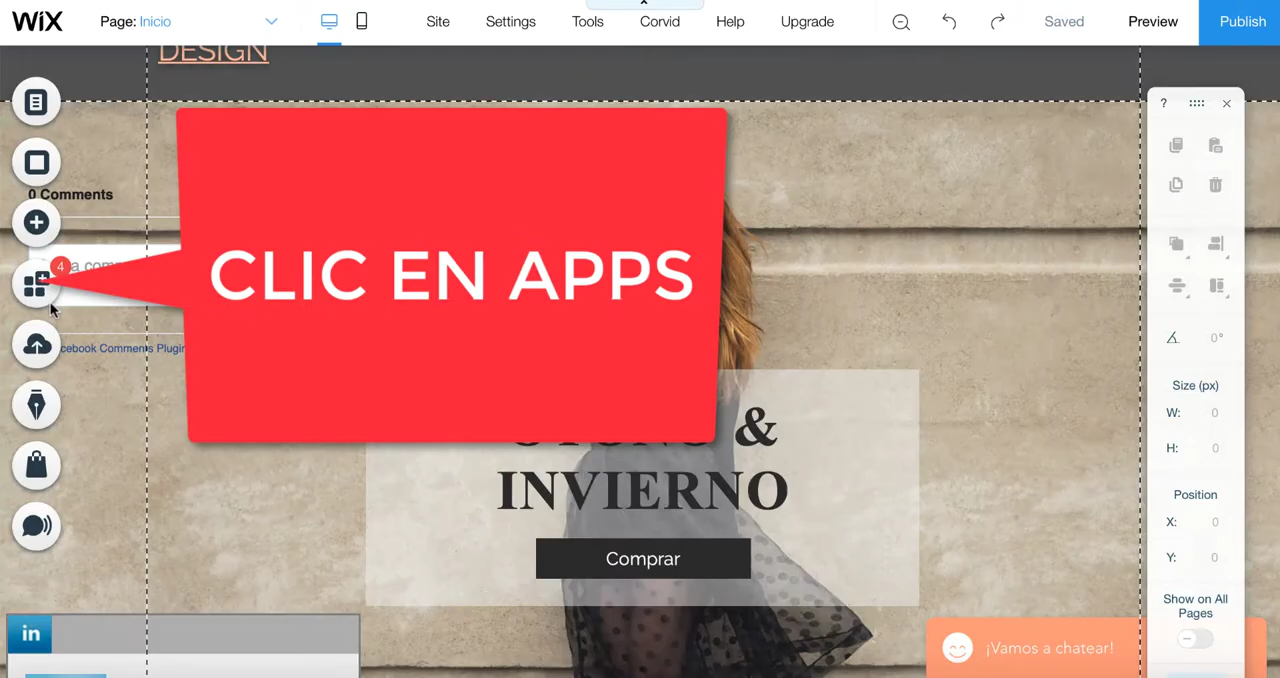 WiX
Page: Inicio
Site
Settings
Tools
Corvid
Help
Upgrade
Saved
Preview
Publish
DESIGN
0 Comments
4
a com
CLIC EN APPS
cebook Comments Plugin
OTOÑO &
INVIERNO
Comprar
in
¡Vamos a chatear!
?
0°
Size (px)
W: 0
H: 0
Position
X: 0
Y: 0
Show on All
Pages